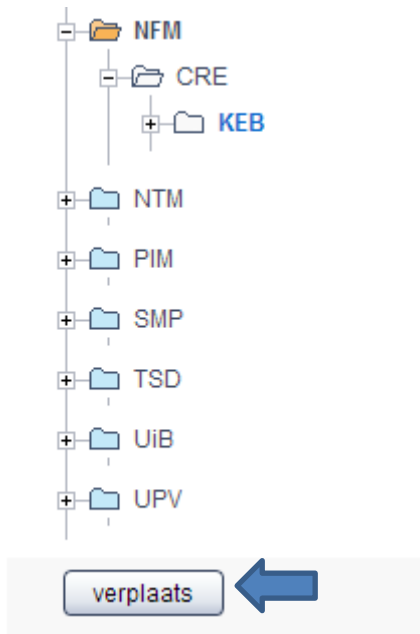 NFM
CRE
KEB
NTM
PIM
SMP
TSD
UiB
UPV
verplaats